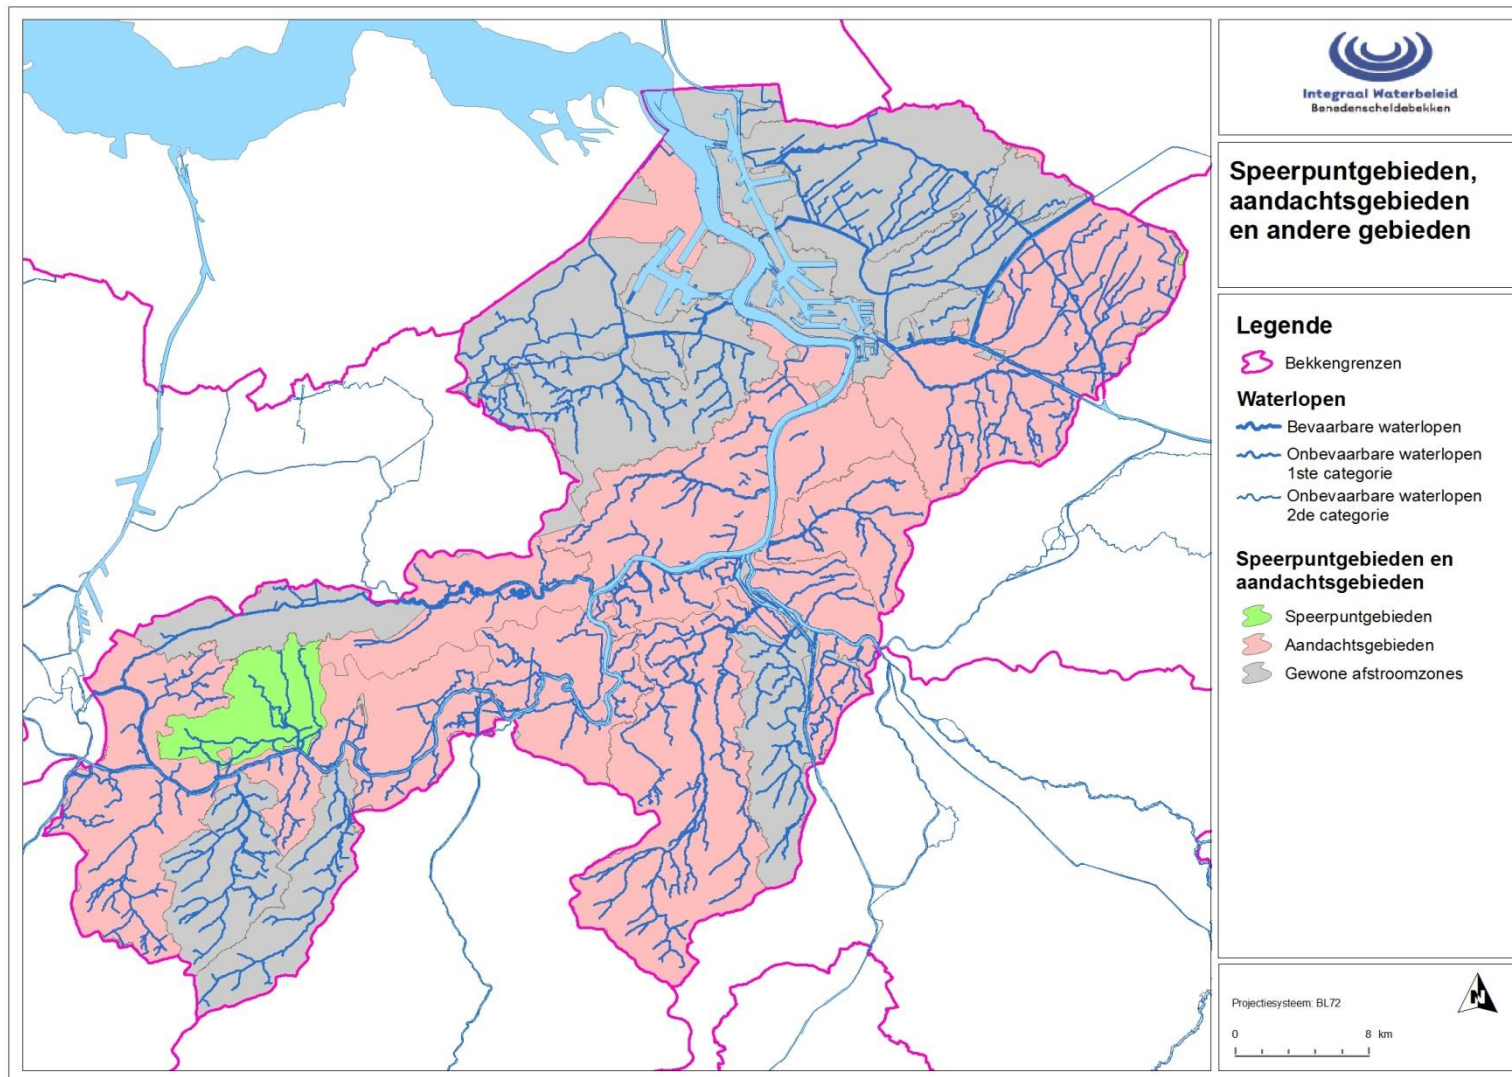 Integraal Waterbeleid
Benedenscheldebekken
Speerpuntgebieden,
aandachtsgebieden
en andere gebieden
Legende
Bekkengrenzen
Waterlopen
Bevaarbare waterlopen
Onbevaarbare waterlopen
1ste categorie
Onbevaarbare waterlopen
2de categorie
Speerpuntgebieden en
aandachtsgebieden
Speerpuntgebieden
Aandachtsgebieden
Gewone afstroomzones
Projectiesysteem: BL72
N
0 8 km